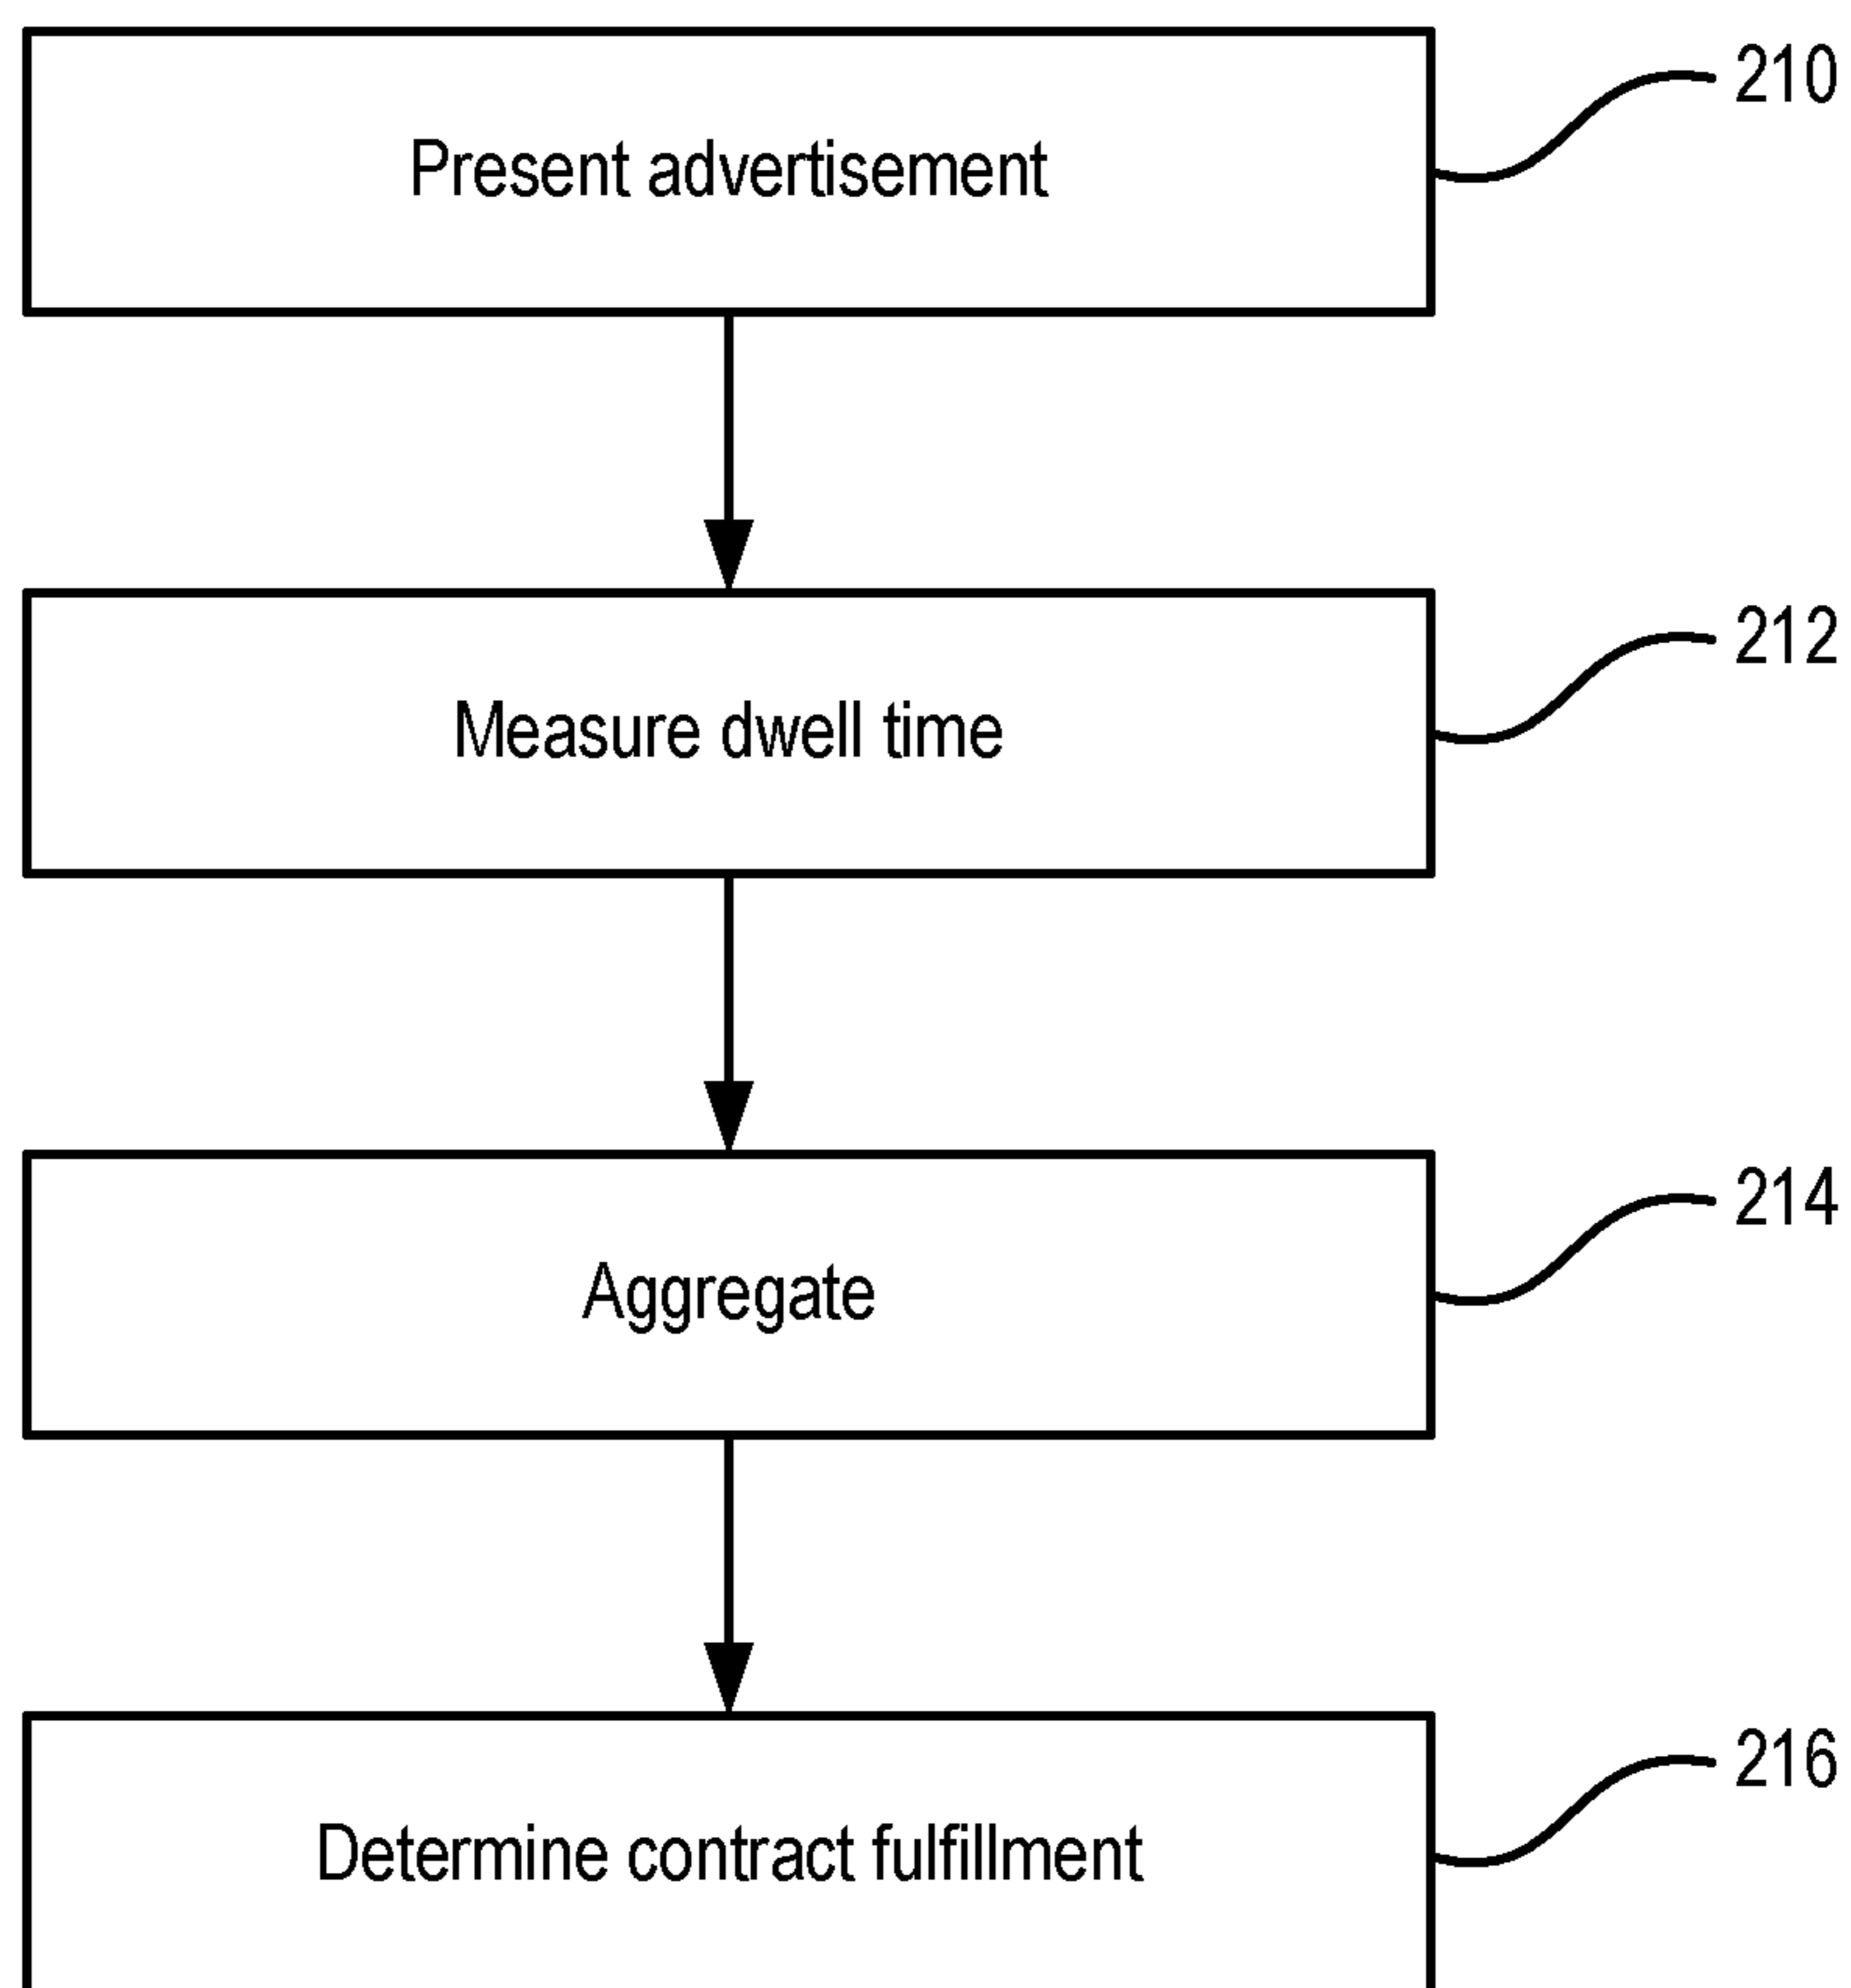 Present advertisement
210
Measure dwell time
212
Aggregate
214
Determine contract fulfillment
216